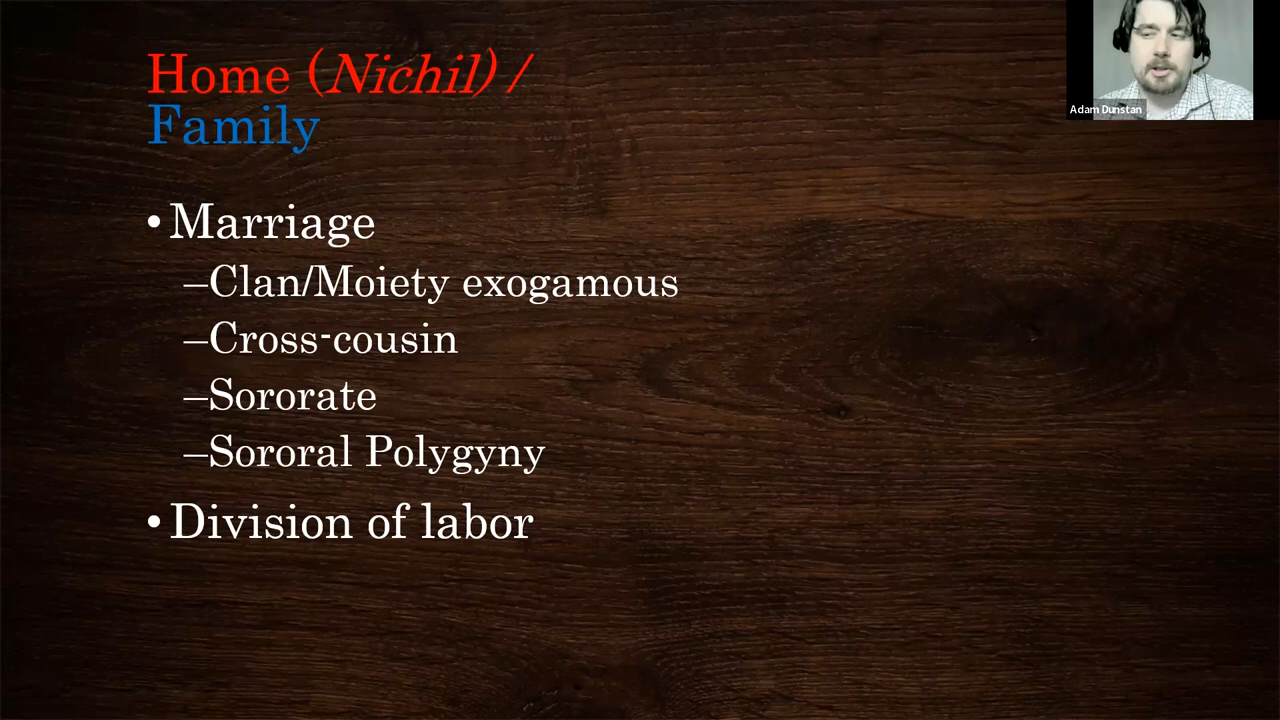 Home (Nichil) /
Family
Adam Dunstan
• Marriage
–Clan/Moiety exogamous
–Cross-cousin
–Sororate
–Sororal Polygyny
• Division of labor